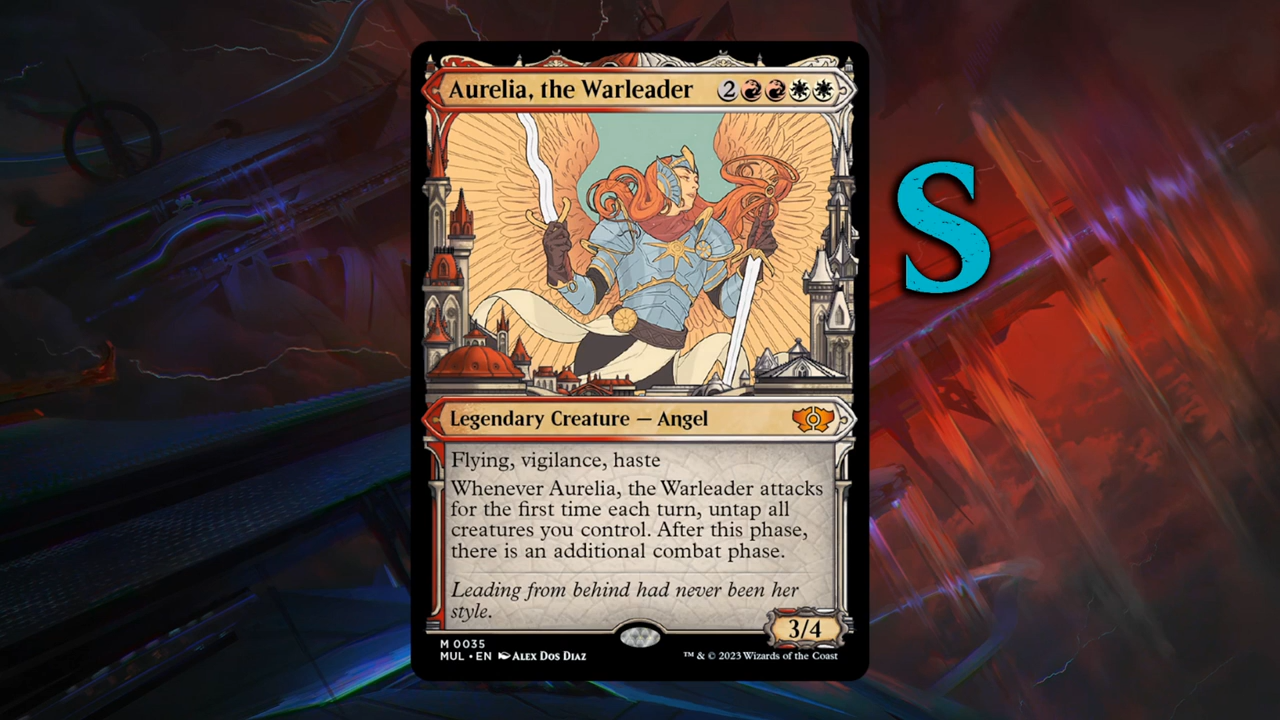 Aurelia, the Warleader 2
S
Legendary Creature — Angel
Flying, vigilance, haste
Whenever Aurelia, the Warleader attacks
for the first time each turn, untap all
creatures you control. After this phase,
there is an additional combat phase.
Leading from behind had never been her
style.
3/4
M 0035
MUL • EN ALEX DOS DIAZ
™ & © 2023 Wizards of the Coast